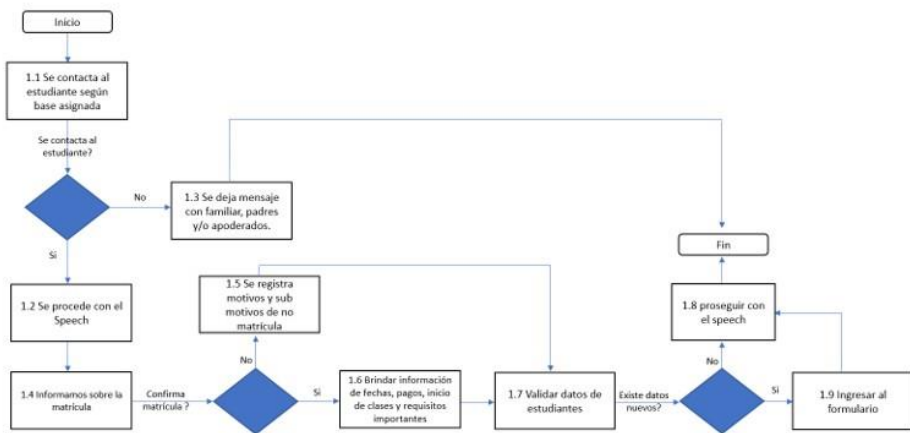 Inicio
1.1 Se contacta al
estudiante según
base asignada
Se contacta al
estudiante?
No
1.3 Se deja mensaje
con familiar, padres
y/o apoderados.
Si
1.2 Se procede con el
Speech
1.4 Informamos sobre la
matrícula
Confirma
matrícula ?
No
1.5 Se registra
motivos y sub
motivos de no
matrícula
Si
1.6 Brindar información
de fechas, pagos, inicio
de clases y requisitos
importantes
1.7 Validar datos de
estudiantes
Existe datos
nuevos?
No
1.8 proseguir con
el speech
Fin
Si
1.9 Ingresar al
formulario